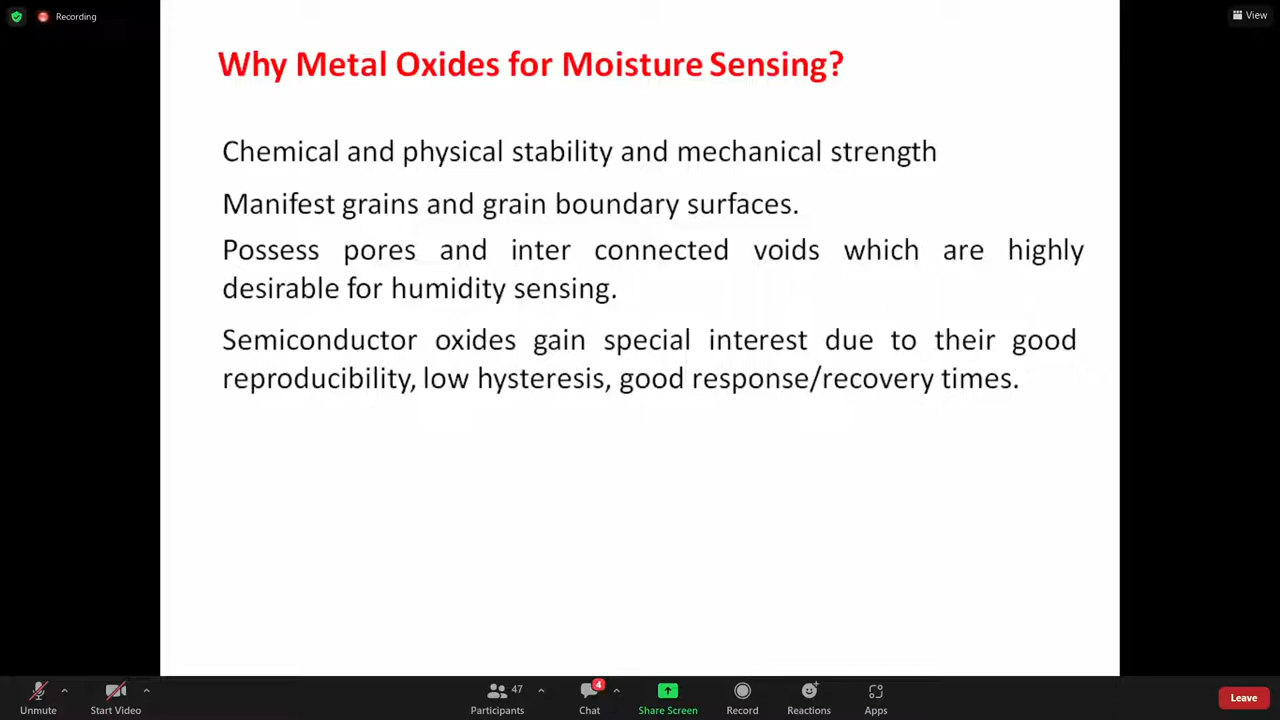 Recording
View
Why Metal Oxides for Moisture Sensing?
Chemical and physical stability and mechanical strength
Manifest grains and grain boundary surfaces.
Possess pores and inter connected voids which are highly
desirable for humidity sensing.
Semiconductor oxides gain special interest due to their good
reproducibility, low hysteresis, good response/recovery times.
47
4
Unmute
Start Video
Participants
Chat
Share Screen
Record
Reactions
Apps
Leave